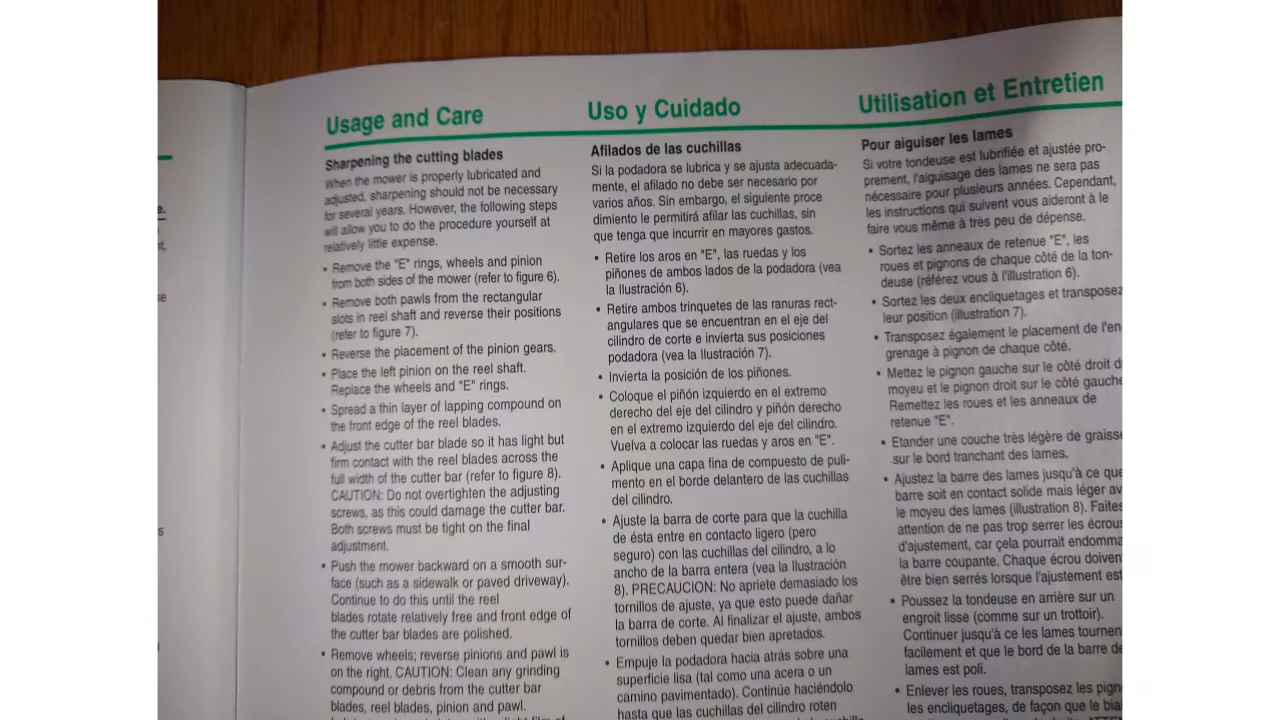 Usage and Care
Sharpening the cutting blades
When the mower is properly lubricated and
adjusted, sharpening should not be necessary
for several years. However, the following steps
will allow you to do the procedure yourself at
relatively little expense.
• Remove the "E" rings, wheels and pinion
from both sides of the mower (refer to figure 6).
• Remove both pawls from the rectangular
slots in reel shaft and reverse their positions
(refer to figure 7).
• Reverse the placement of the pinion gears.
• Place the left pinion on the reel shaft.
Replace the wheels and "E" rings.
• Spread a thin layer of lapping compound on
the front edge of the reel blades.
• Adjust the cutter bar blade so it has light but
firm contact with the reel blades across the
full width of the cutter bar (refer to figure 8).
CAUTION: Do not overtighten the adjusting
screws, as this could damage the cutter bar.
Both screws must be tight on the final
adjustment.
• Push the mower backward on a smooth sur-
face (such as a sidewalk or paved driveway).
Continue to do this until the reel
blades rotate relatively free and front edge of
the cutter bar blades are polished.
• Remove wheels; reverse pinions and pawl is
on the right. CAUTION: Clean any grinding
compound or debris from the cutter bar
blades, reel blades, pinion and pawl.
Uso y Cuidado
Afilados de las cuchillas
Si la podadora se lubrica y se ajusta adecuada-
mente, el afilado no debe ser necesario por
varios años. Sin embargo, el siguiente proce
dimiento le permitirá afilar las cuchillas, sin
que tenga que incurrir en mayores gastos.
• Retire los aros en "E", las ruedas y los
piñones de ambos lados de la podadora (vea
la Ilustración 6).
• Retire ambos trinquetes de las ranuras rect-
angulares que se encuentran en el eje del
cilindro de corte e invierta sus posiciones
podadora (vea la Ilustración 7).
• Invierta la posición de los piñones.
• Coloque el piñón izquierdo en el extremo
derecho del eje del cilindro y piñón derecho
en el extremo izquierdo del eje del cilindro.
Vuelva a colocar las ruedas y aros en "E".
• Aplique una capa fina de compuesto de puli-
mento en el borde delantero de las cuchillas
del cilindro.
• Ajuste la barra de corte para que la cuchilla
de ésta entre en contacto ligero (pero
seguro) con las cuchillas del cilindro, a lo
ancho de la barra entera (vea la Ilustración
8). PRECAUCION: No apriete demasiado los
tornillos de ajuste, ya que esto puede dañar
la barra de corte. Al finalizar el ajuste, ambos
tornillos deben quedar bien apretados.
• Empuje la podadora hacia atrás sobre una
superficie lisa (tal como una acera o un
camino pavimentado). Continúe haciéndolo
hasta que las cuchillas del cilindro roten
Utilisation et Entretien
Pour aiguiser les lames
Si votre tondeuse est lubrifiée et ajustée pro-
prement, l'aiguisage des lames ne sera pas
nécessaire pour plusieurs années. Cependant,
les instructions qui suivent vous aideront à le
faire vous même à très peu de dépense.
• Sortez les anneaux de retenue "E", les
roues et pignons de chaque côté de la ton-
deuse (référez vous à l'illustration 6).
• Sortez les deux encliquetages et transposez
leur position (illustration 7).
• Transposez également le placement de l'en
grenage à pignon de chaque côté.
• Mettez le pignon gauche sur le côté droit d
moyeu et le pignon droit sur le côté gauche
Remettez les roues et les anneaux de
retenue "E".
• Etander une couche très légère de graisse
.sur le bord tranchant des lames.
• Ajustez la barre des lames jusqu'à ce que
barre soit en contact solide mais léger av
le moyeu des lames (illustration 8). Faites
attention de ne pas trop serrer les écrous
d'ajustement, car çela pourrait endomma
la barre coupante. Chaque écrou doiven
être bien serrés lorsque l'ajustement est
• Poussez la tondeuse en arrière sur un
engroit lisse (comme sur un trottoir).
Continuer jusqu'à ce les lames tournen
facilement et que le bord de la barre de
lames est poli.
• Enlever les roues, transposez les pign
les encliquetages, de façon que le bia